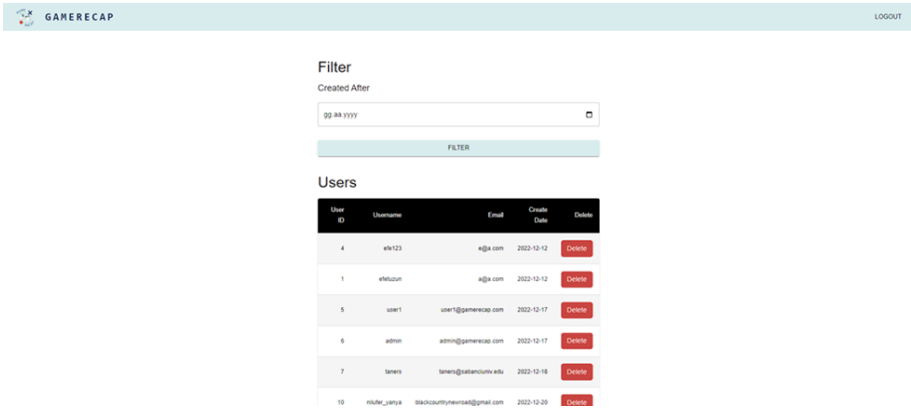 GAMERECAP LOGOUT
Filter
Created After
gg.aa.yyyy
FILTER
Users
User ID Username Email Create Date Delete
4 efe123 e@a.com 2022-12-12 Delete
1 efetuzun a@a.com 2022-12-12 Delete
5 user1 user1@gamerecap.com 2022-12-17 Delete
6 admin admin@gamerecap.com 2022-12-17 Delete
7 taners taners@sabanciuniv.edu 2022-12-18 Delete
10 nilufer_yanya blackcountrynewroad@gmail.com 2022-12-20 Delete